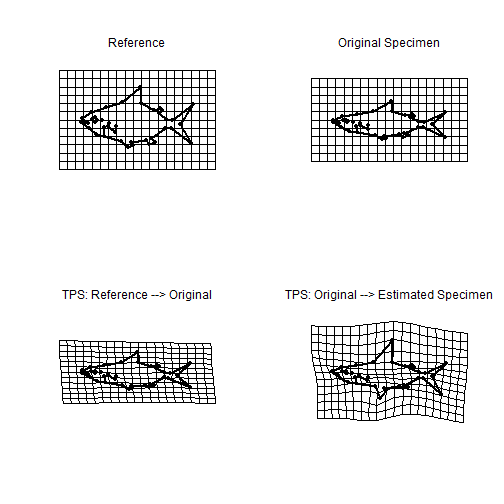 Reference
Original Specimen
TPS: Reference --> Original
TPS: Original --> Estimated Specimen